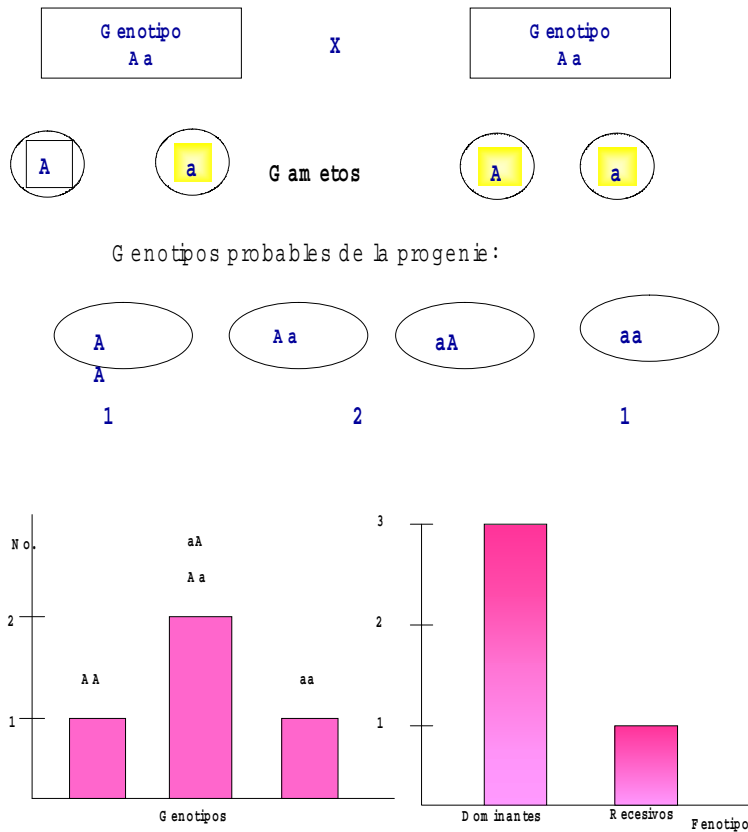 Genotipo
Aa
X
Genotipo
Aa
A
a
Gametos
A
a
Genotipos probables de la progenie:
A
A
Aa
aA
aa
1
2
1
No.
aA
Aa
2
AA
aa
1
Genotipos
3
2
1
Dominantes
Recesivos
Fenotipo